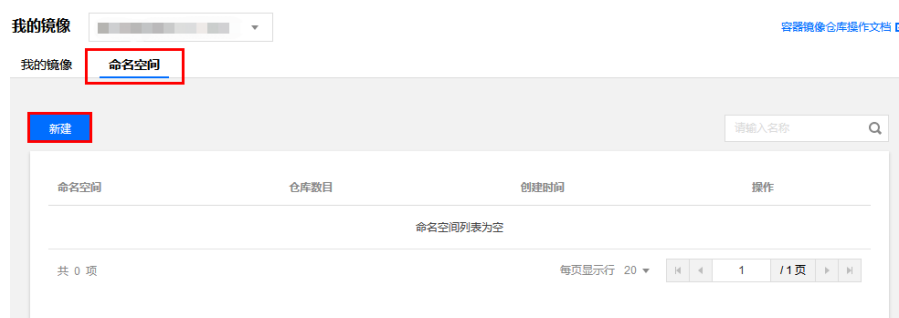 我的镜像
容器镜像仓库操作文档
我的镜像 命名空间
新建 请输入名称
命名空间 仓库数目 创建时间 操作
命名空间列表为空
共 0 项 每页显示行 20 1 /1页